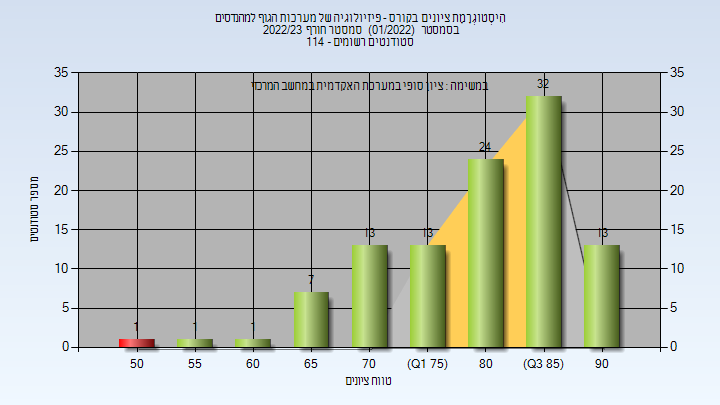 היסטוגרמת ציונים בקורס - פיזיולוגיה של מערכות הגוף למהנדסים
בסמסטר (01/2022) סמסטר חורף 2022/23
סטודנטים רשומים - 114
במשימה : ציון סופי במערכת האקדמית במחשב המרכזי
35 35
30 30
25 25
20 20
15 15
10 10
5 5
0 0
מספר סטודנטים
1 1 1 7 13 13 24 32 13
50 55 60 65 70 (Q1 75) 80 (Q3 85) 90
טווח ציונים